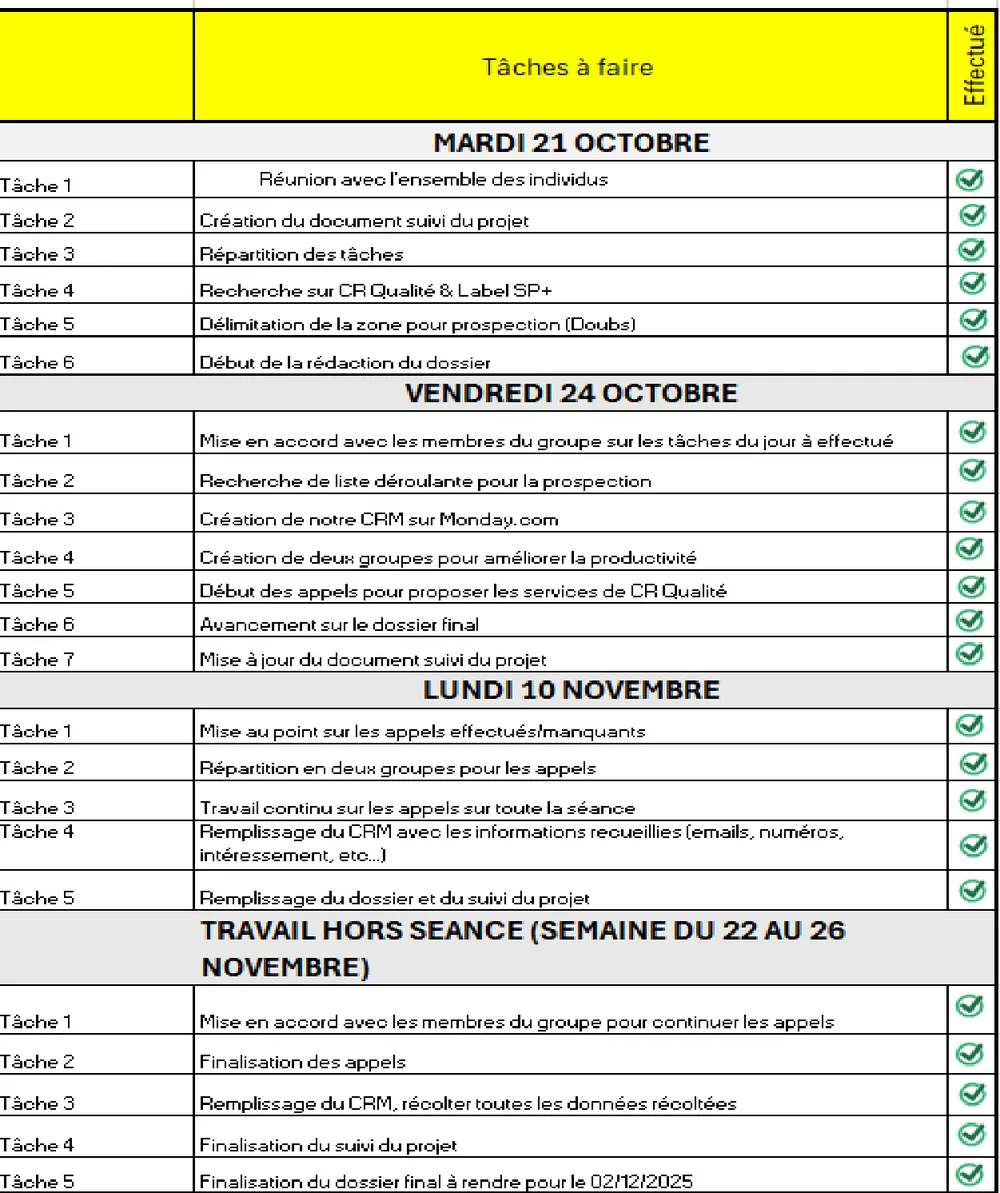 Tâches à faire
Effectué
MARDI 21 OCTOBRE
Tâche 1 Réunion avec l'ensemble des individus
Tâche 2 Création du document suivi du projet
Tâche 3 Répartition des tâches
Tâche 4 Recherche sur CR Qualité & Label SP+
Tâche 5 Délimitation de la zone pour prospection (Doubs)
Tâche 6 Début de la rédaction du dossier
VENDREDI 24 OCTOBRE
Tâche 1 Mise en accord avec les membres du groupe sur les tâches du jour à effectué
Tâche 2 Recherche de liste déroulante pour la prospection
Tâche 3 Création de notre CRM sur Monday.com
Tâche 4 Création de deux groupes pour améliorer la productivité
Tâche 5 Début des appels pour proposer les services de CR Qualité
Tâche 6 Avancement sur le dossier final
Tâche 7 Mise à jour du document suivi du projet
LUNDI 10 NOVEMBRE
Tâche 1 Mise au point sur les appels effectués/manquants
Tâche 2 Répartition en deux groupes pour les appels
Tâche 3 Travail continu sur les appels sur toute la séance
Tâche 4 Remplissage du CRM avec les informations recueillies (emails, numéros,
intéressement, etc...)
Tâche 5 Remplissage du dossier et du suivi du projet
TRAVAIL HORS SEANCE (SEMAINE DU 22 AU 26
NOVEMBRE)
Tâche 1 Mise en accord avec les membres du groupe pour continuer les appels
Tâche 2 Finalisation des appels
Tâche 3 Remplissage du CRM, récolter toutes les données récoltées
Tâche 4 Finalisation du suivi du projet
Tâche 5 Finalisation du dossier final à rendre pour le 02/12/2025